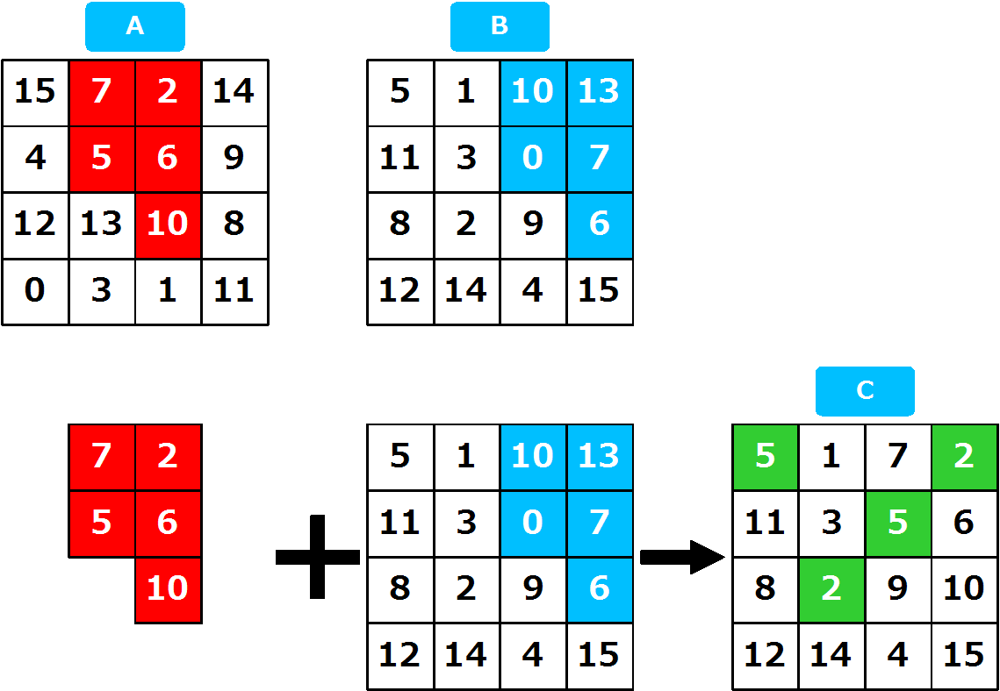 A B
15 7 2 14 5 1 10 13
4 5 6 9 11 3 0 7
12 13 10 8 8 2 9 6
0 3 1 11 12 14 4 15
C
7 2 5 1 10 13 5 1 7 2
5 6 11 3 0 7 11 3 5 6
10 8 2 9 6 8 2 9 10
12 14 4 15 12 14 4 15